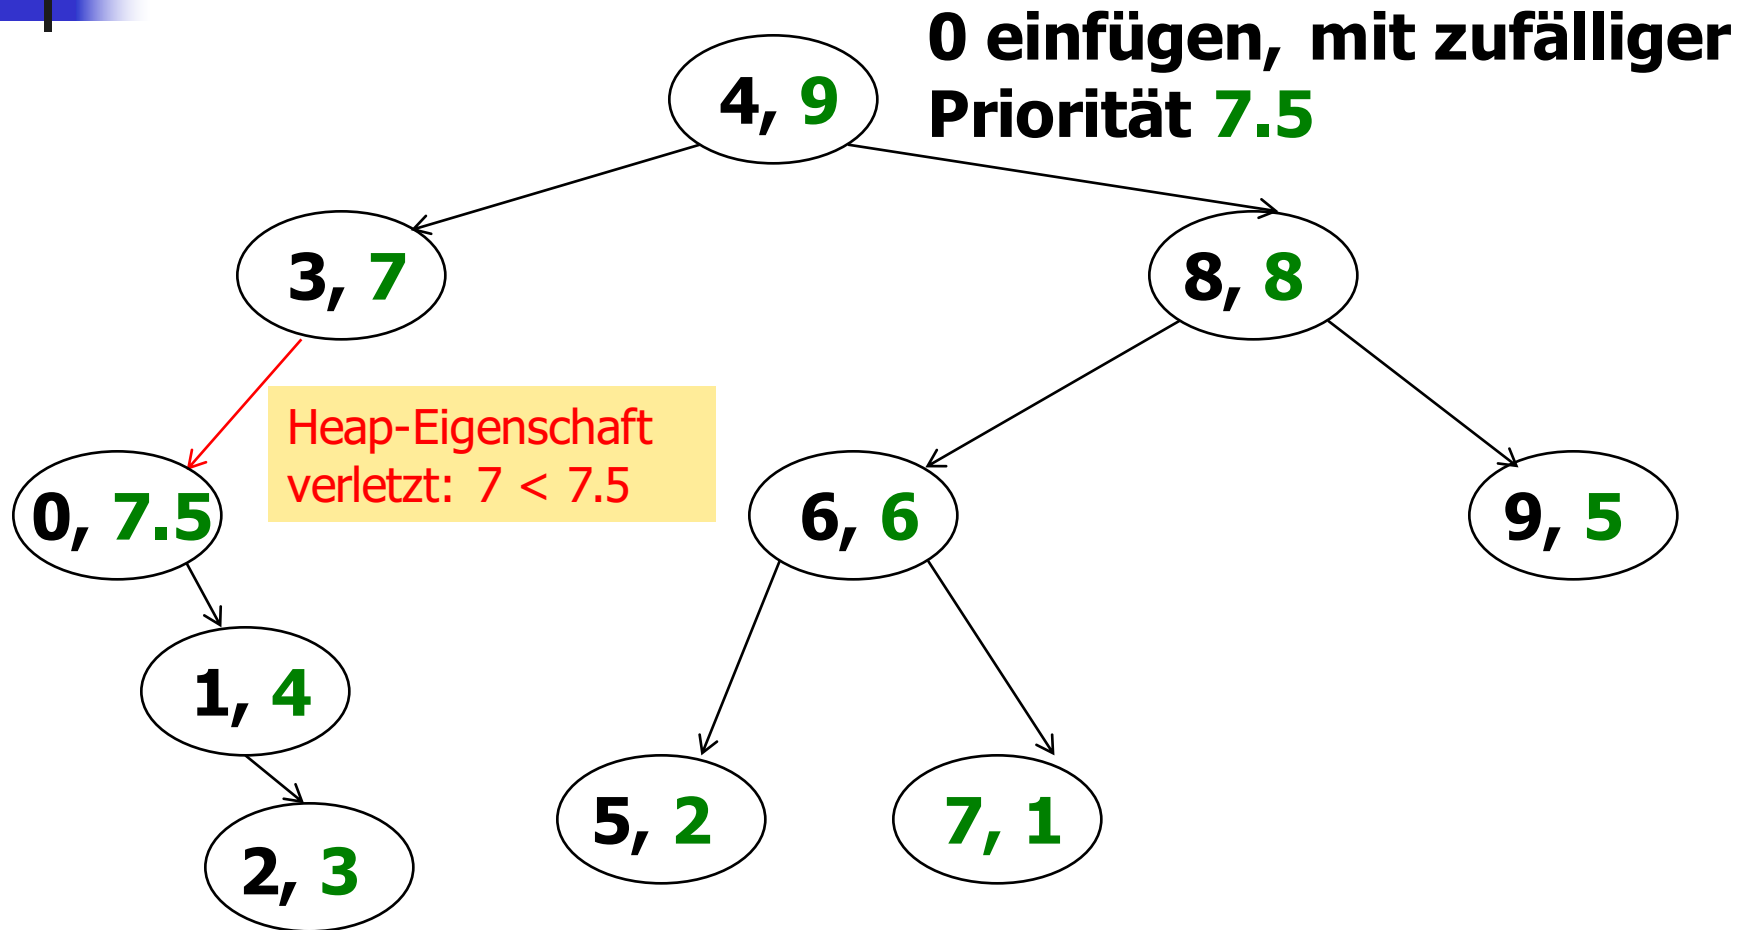 0 einfügen, mit zufälliger
Priorität 7.5
4, 9
3, 7
8, 8
Heap-Eigenschaft
verletzt: 7 < 7.5
0, 7.5
6, 6
9, 5
1, 4
5, 2
7, 1
2, 3